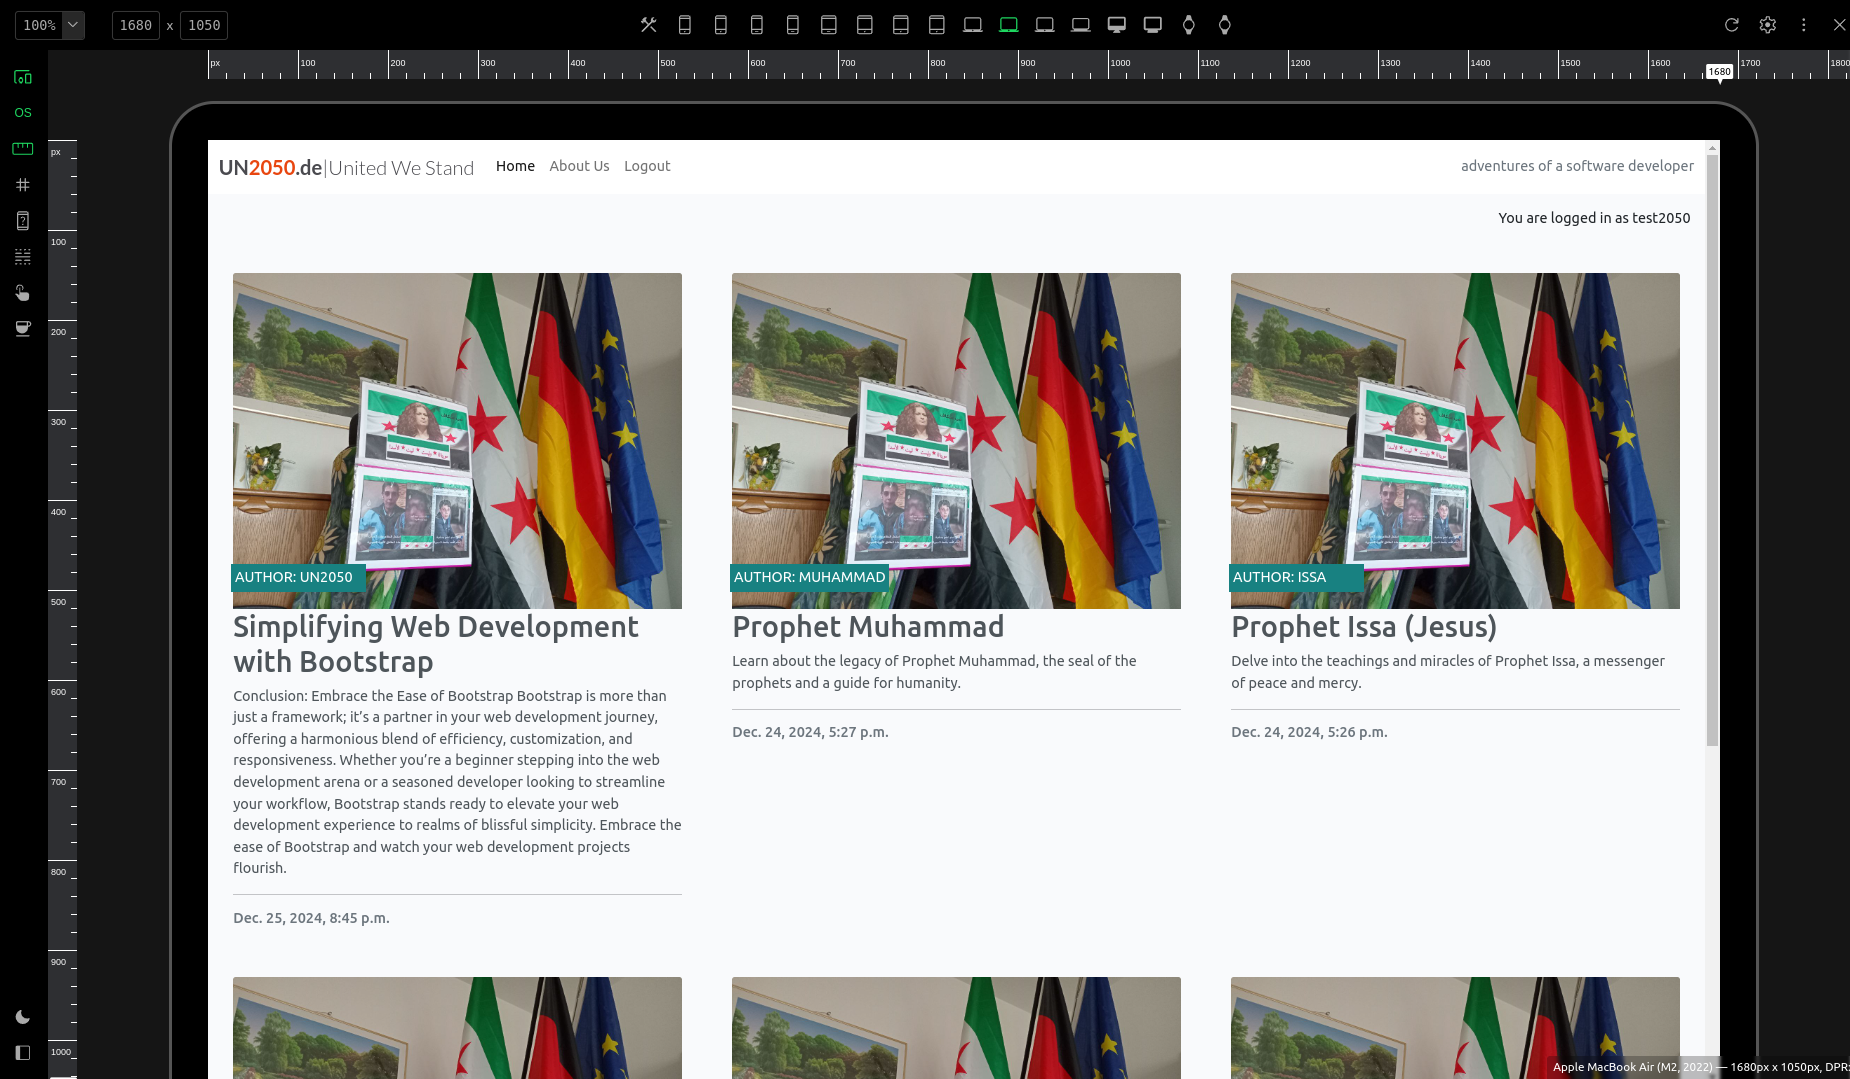 100%
1680 x 1050
px 100 200 300 400 500 600 700 800 900 1000 1100 1200 1300 1400 1500 1600 1680 1700 1800
OS
px
100
200
300
400
500
600
700
800
900
1000
UN2050.de|United We Stand Home About Us Logout adventures of a software developer
You are logged in as test2050
AUTHOR: UN2050
Simplifying Web Development
with Bootstrap
Conclusion: Embrace the Ease of Bootstrap Bootstrap is more than
just a framework; it’s a partner in your web development journey,
offering a harmonious blend of efficiency, customization, and
responsiveness. Whether you’re a beginner stepping into the web
development arena or a seasoned developer looking to streamline
your workflow, Bootstrap stands ready to elevate your web
development experience to realms of blissful simplicity. Embrace the
ease of Bootstrap and watch your web development projects
flourish.
Dec. 25, 2024, 8:45 p.m.
AUTHOR: MUHAMMAD
Prophet Muhammad
Learn about the legacy of Prophet Muhammad, the seal of the
prophets and a guide for humanity.
Dec. 24, 2024, 5:27 p.m.
AUTHOR: ISSA
Prophet Issa (Jesus)
Delve into the teachings and miracles of Prophet Issa, a messenger
of peace and mercy.
Dec. 24, 2024, 5:26 p.m.
Apple MacBook Air (M2, 2022) — 1680px x 1050px, DPR: